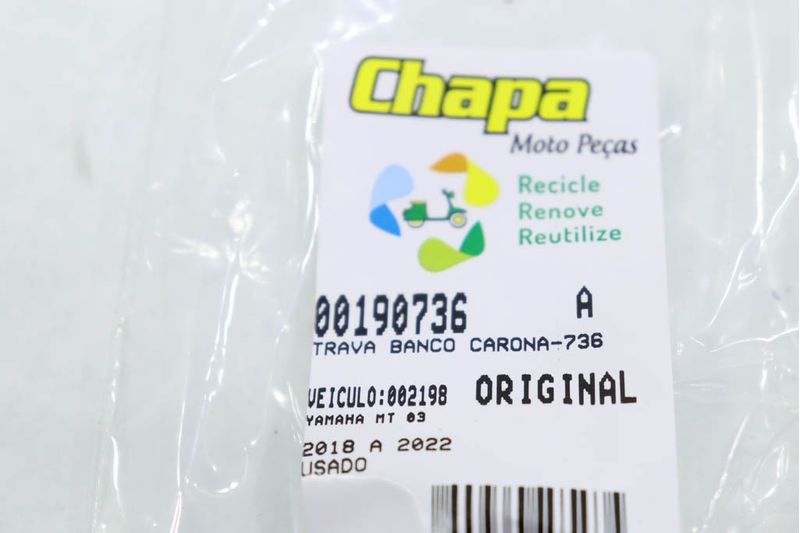 Chapa
Moto Peças
Recicle
Renove
Reutilize
00190736 A
TRAVA BANCO CARONA-736
VEICULO:002198 ORIGINAL
YAMAHA MT 03
2018 A 2022
USADO